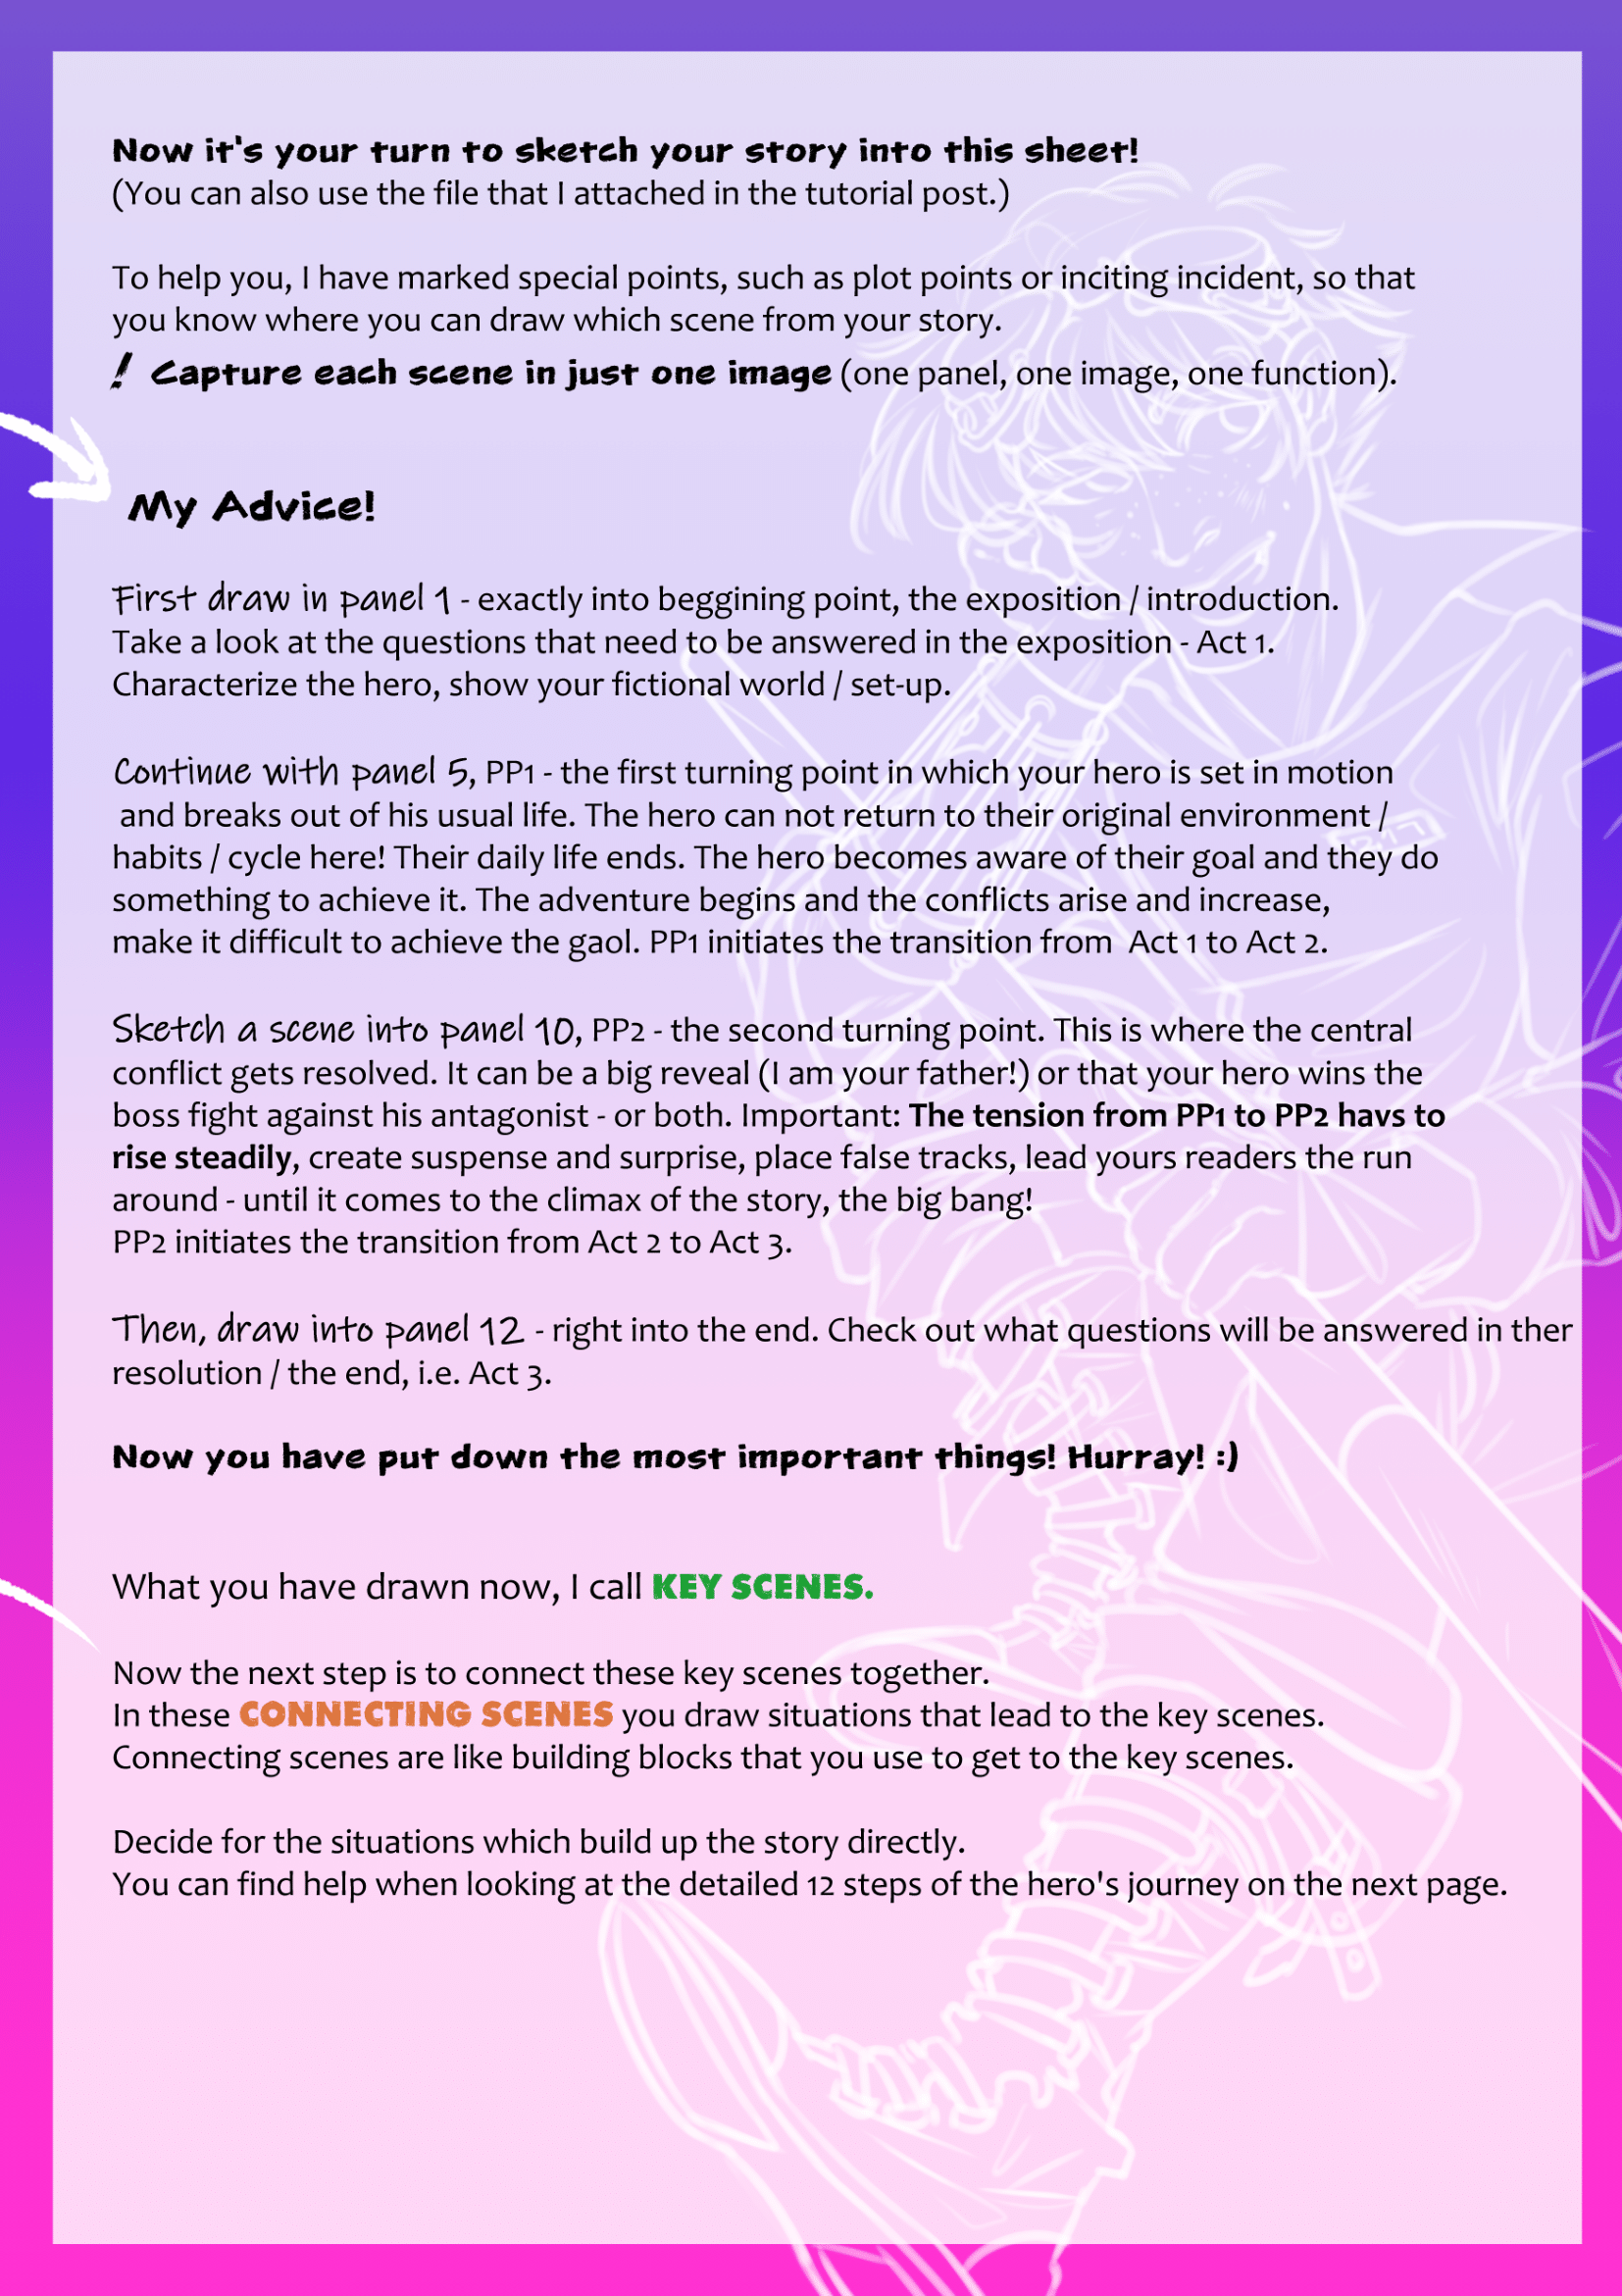 Now it's your turn to sketch your story into this sheet!
(You can also use the file that I attached in the tutorial post.)
To help you, I have marked special points, such as plot points or inciting incident, so that
you know where you can draw which scene from your story.
! Capture each scene in just one image (one panel, one image, one function).
My Advice!
First draw in panel 1 - exactly into beggining point, the exposition / introduction.
Take a look at the questions that need to be answered in the exposition - Act 1.
Characterize the hero, show your fictional world / set-up.
Continue with panel 5, PP1 - the first turning point in which your hero is set in motion
and breaks out of his usual life. The hero can not return to their original environment /
habits / cycle here! Their daily life ends. The hero becomes aware of their goal and they do
something to achieve it. The adventure begins and the conflicts arise and increase,
make it difficult to achieve the gaol. PP1 initiates the transition from Act 1 to Act 2.
Sketch a scene into panel 10, PP2 - the second turning point. This is where the central
conflict gets resolved. It can be a big reveal (I am your father!) or that your hero wins the
boss fight against his antagonist - or both. Important: The tension from PP1 to PP2 havs to
rise steadily, create suspense and surprise, place false tracks, lead yours readers the run
around - until it comes to the climax of the story, the big bang!
PP2 initiates the transition from Act 2 to Act 3.
Then, draw into panel 12 - right into the end. Check out what questions will be answered in ther
resolution / the end, i.e. Act 3.
Now you have put down the most important things! Hurray! :)
What you have drawn now, I call KEY SCENES.
Now the next step is to connect these key scenes together.
In these CONNECTING SCENES you draw situations that lead to the key scenes.
Connecting scenes are like building blocks that you use to get to the key scenes.
Decide for the situations which build up the story directly.
You can find help when looking at the detailed 12 steps of the hero's journey on the next page.